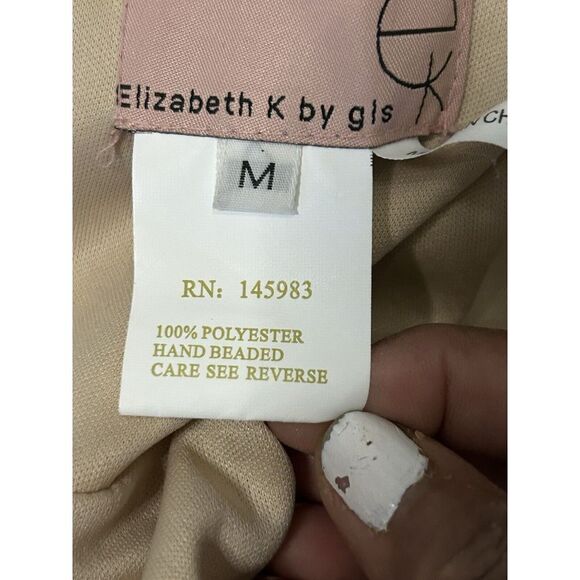 Elizabeth K by gls
M
RN: 145983
100% POLYESTER
HAND BEADED
CARE SEE REVERSE